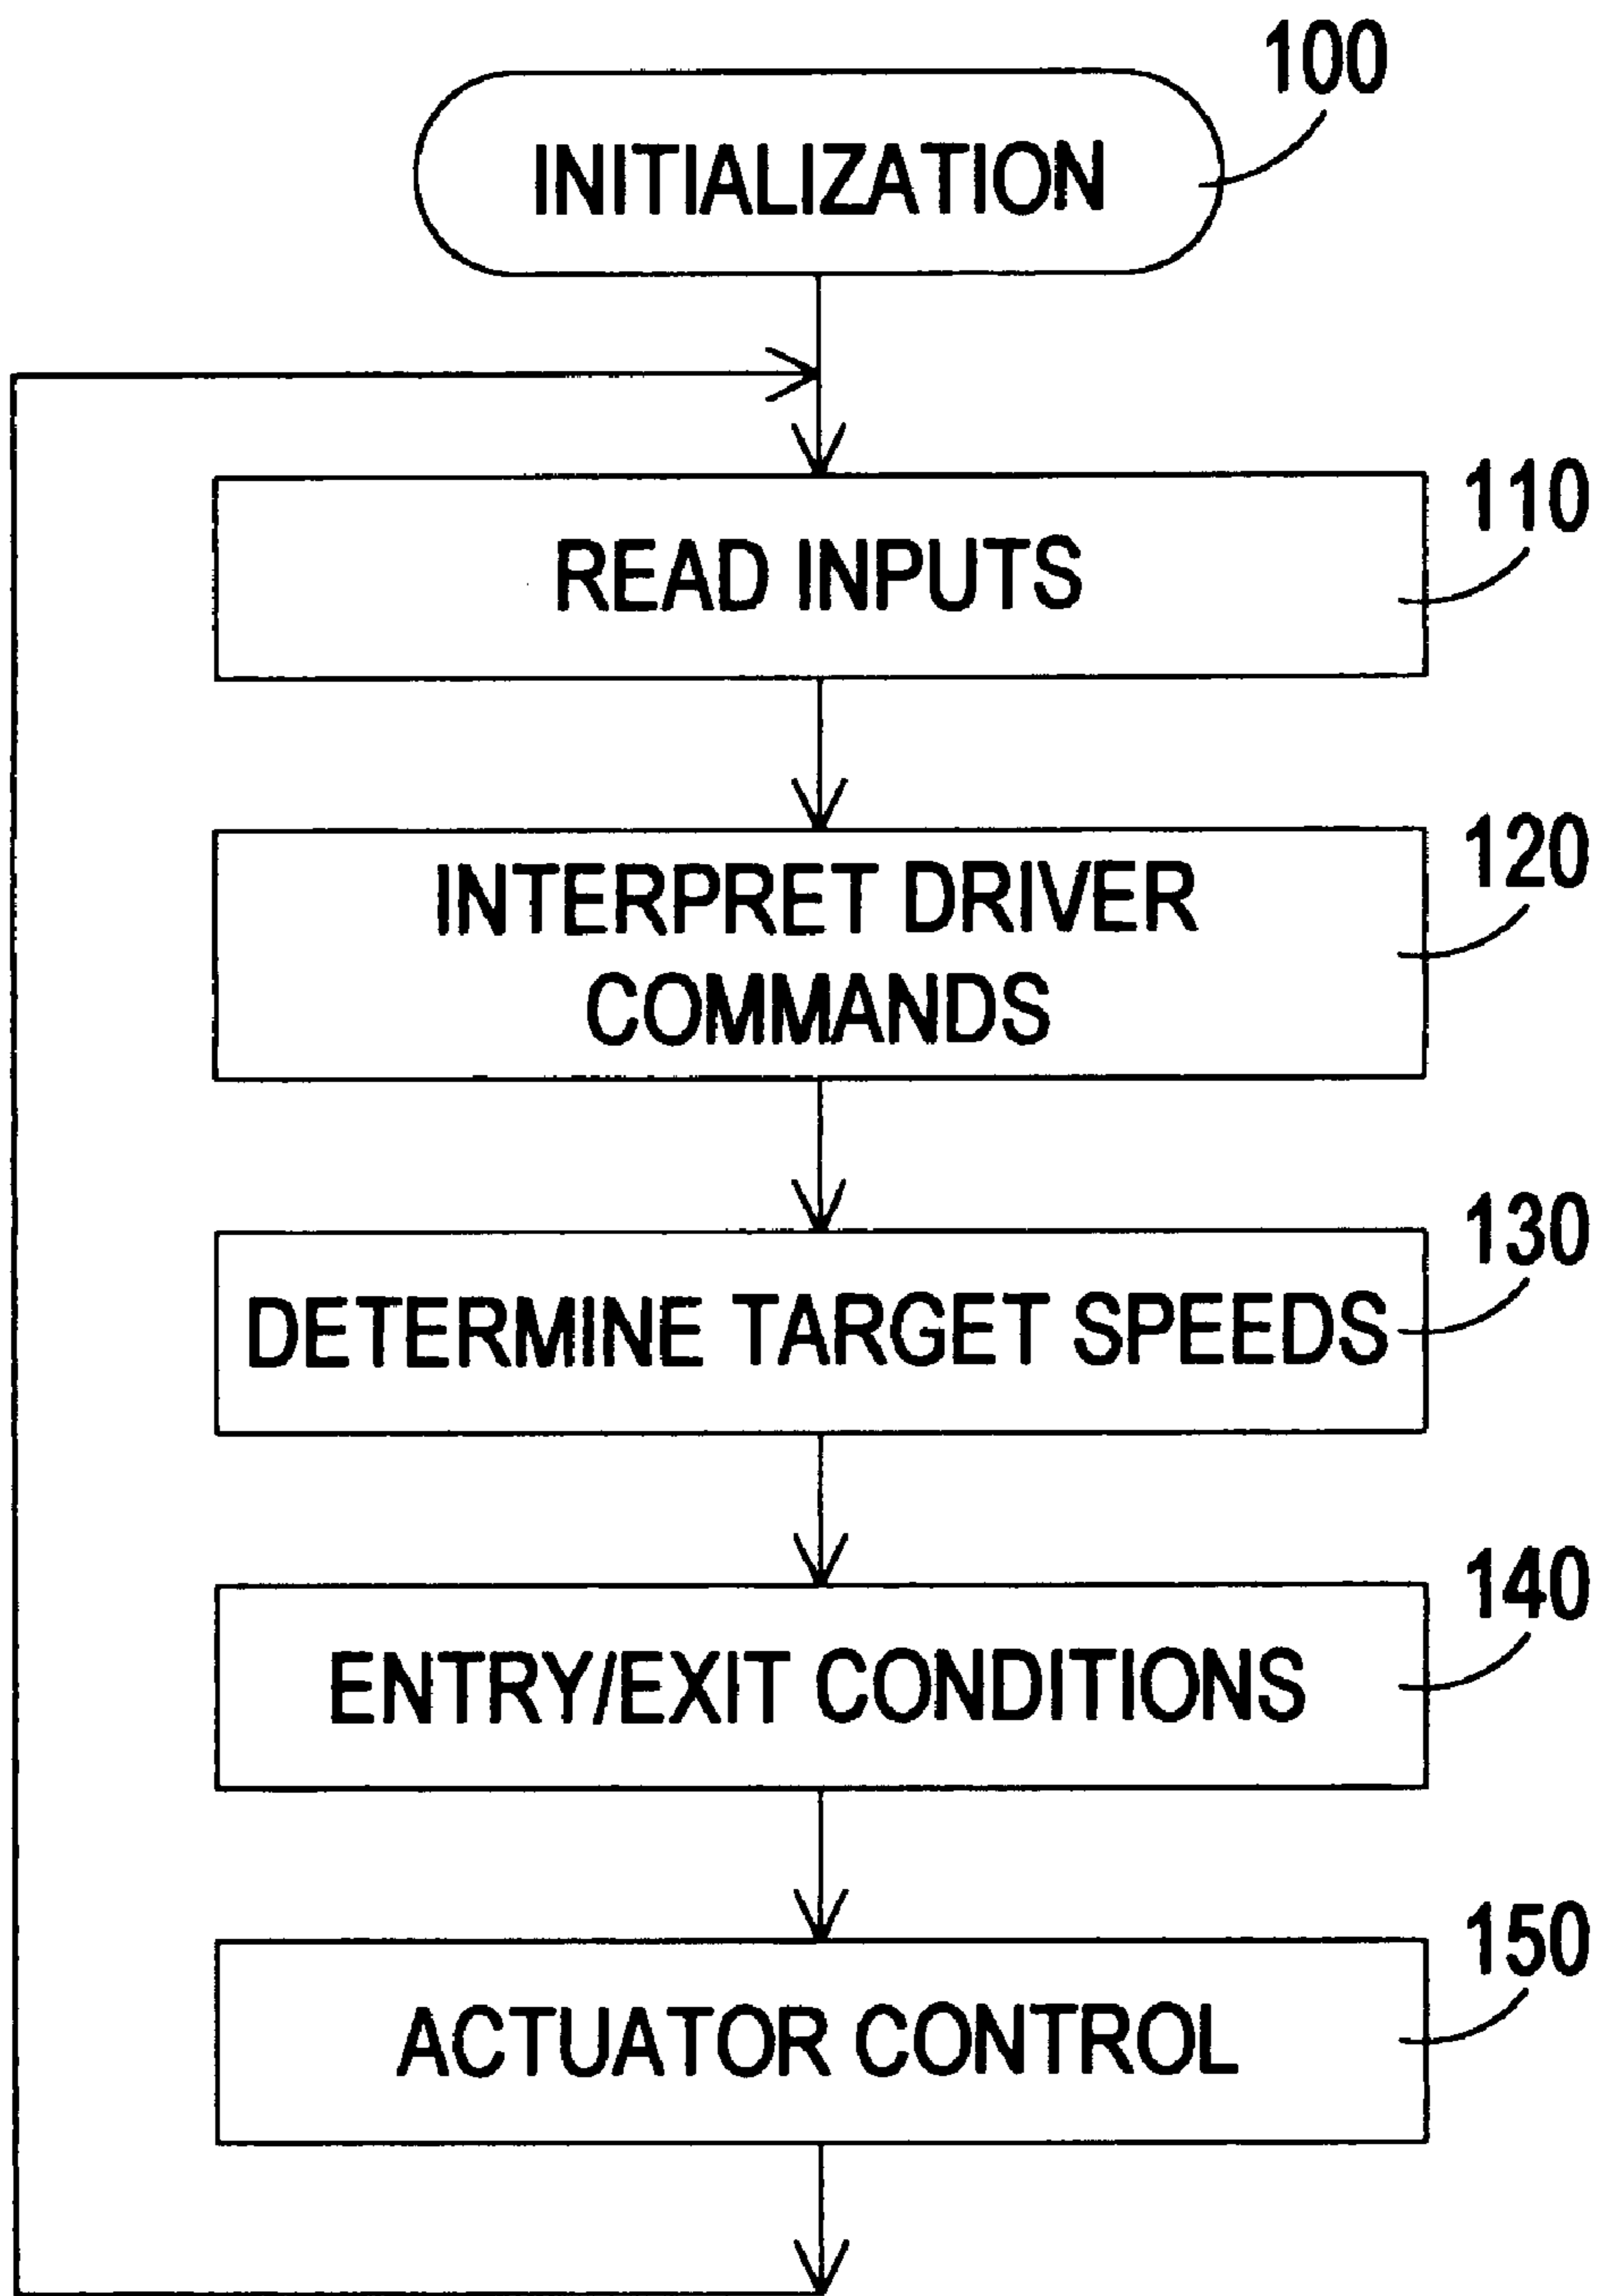 100
INITIALIZATION
110
READ INPUTS
120
INTERPRET DRIVER
COMMANDS
130
DETERMINE TARGET SPEEDS
140
ENTRY/EXIT CONDITIONS
150
ACTUATOR CONTROL